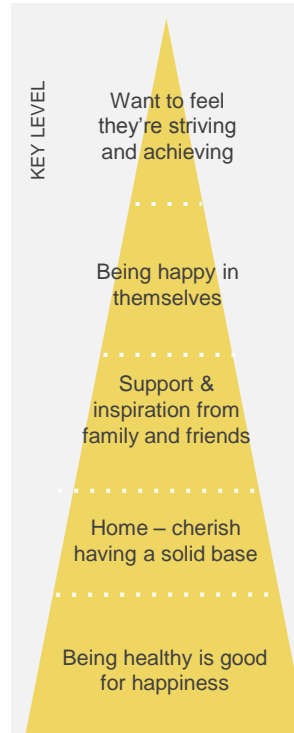 KEY LEVEL
Want to feel
they're striving
and achieving
Being happy in
themselves
Support &
inspiration from
family and friends
Home – cherish
having a solid base
Being healthy is good
for happiness